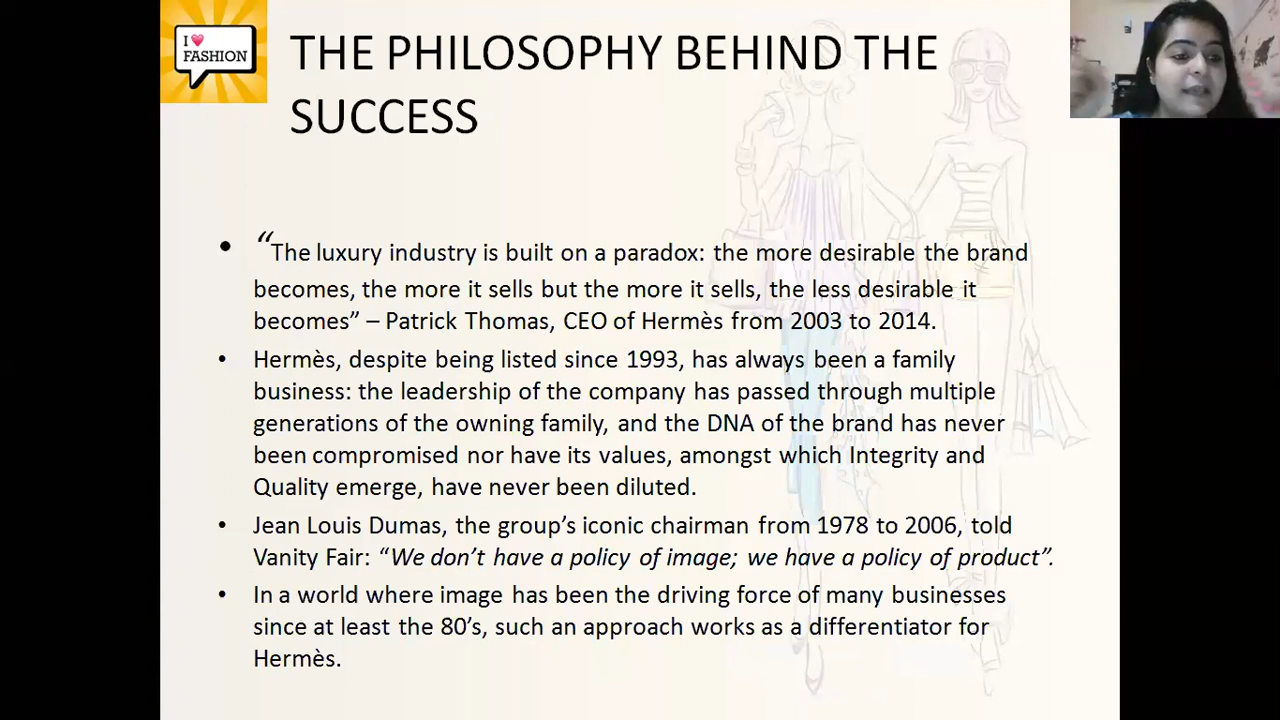 I
FASHION
THE PHILOSOPHY BEHIND THE
SUCCESS
• “The luxury industry is built on a paradox: the more desirable the brand
becomes, the more it sells but the more it sells, the less desirable it
becomes” – Patrick Thomas, CEO of Hermès from 2003 to 2014.
• Hermès, despite being listed since 1993, has always been a family
business: the leadership of the company has passed through multiple
generations of the owning family, and the DNA of the brand has never
been compromised nor have its values, amongst which Integrity and
Quality emerge, have never been diluted.
• Jean Louis Dumas, the group’s iconic chairman from 1978 to 2006, told
Vanity Fair: “We don’t have a policy of image; we have a policy of product”.
• In a world where image has been the driving force of many businesses
since at least the 80’s, such an approach works as a differentiator for
Hermès.